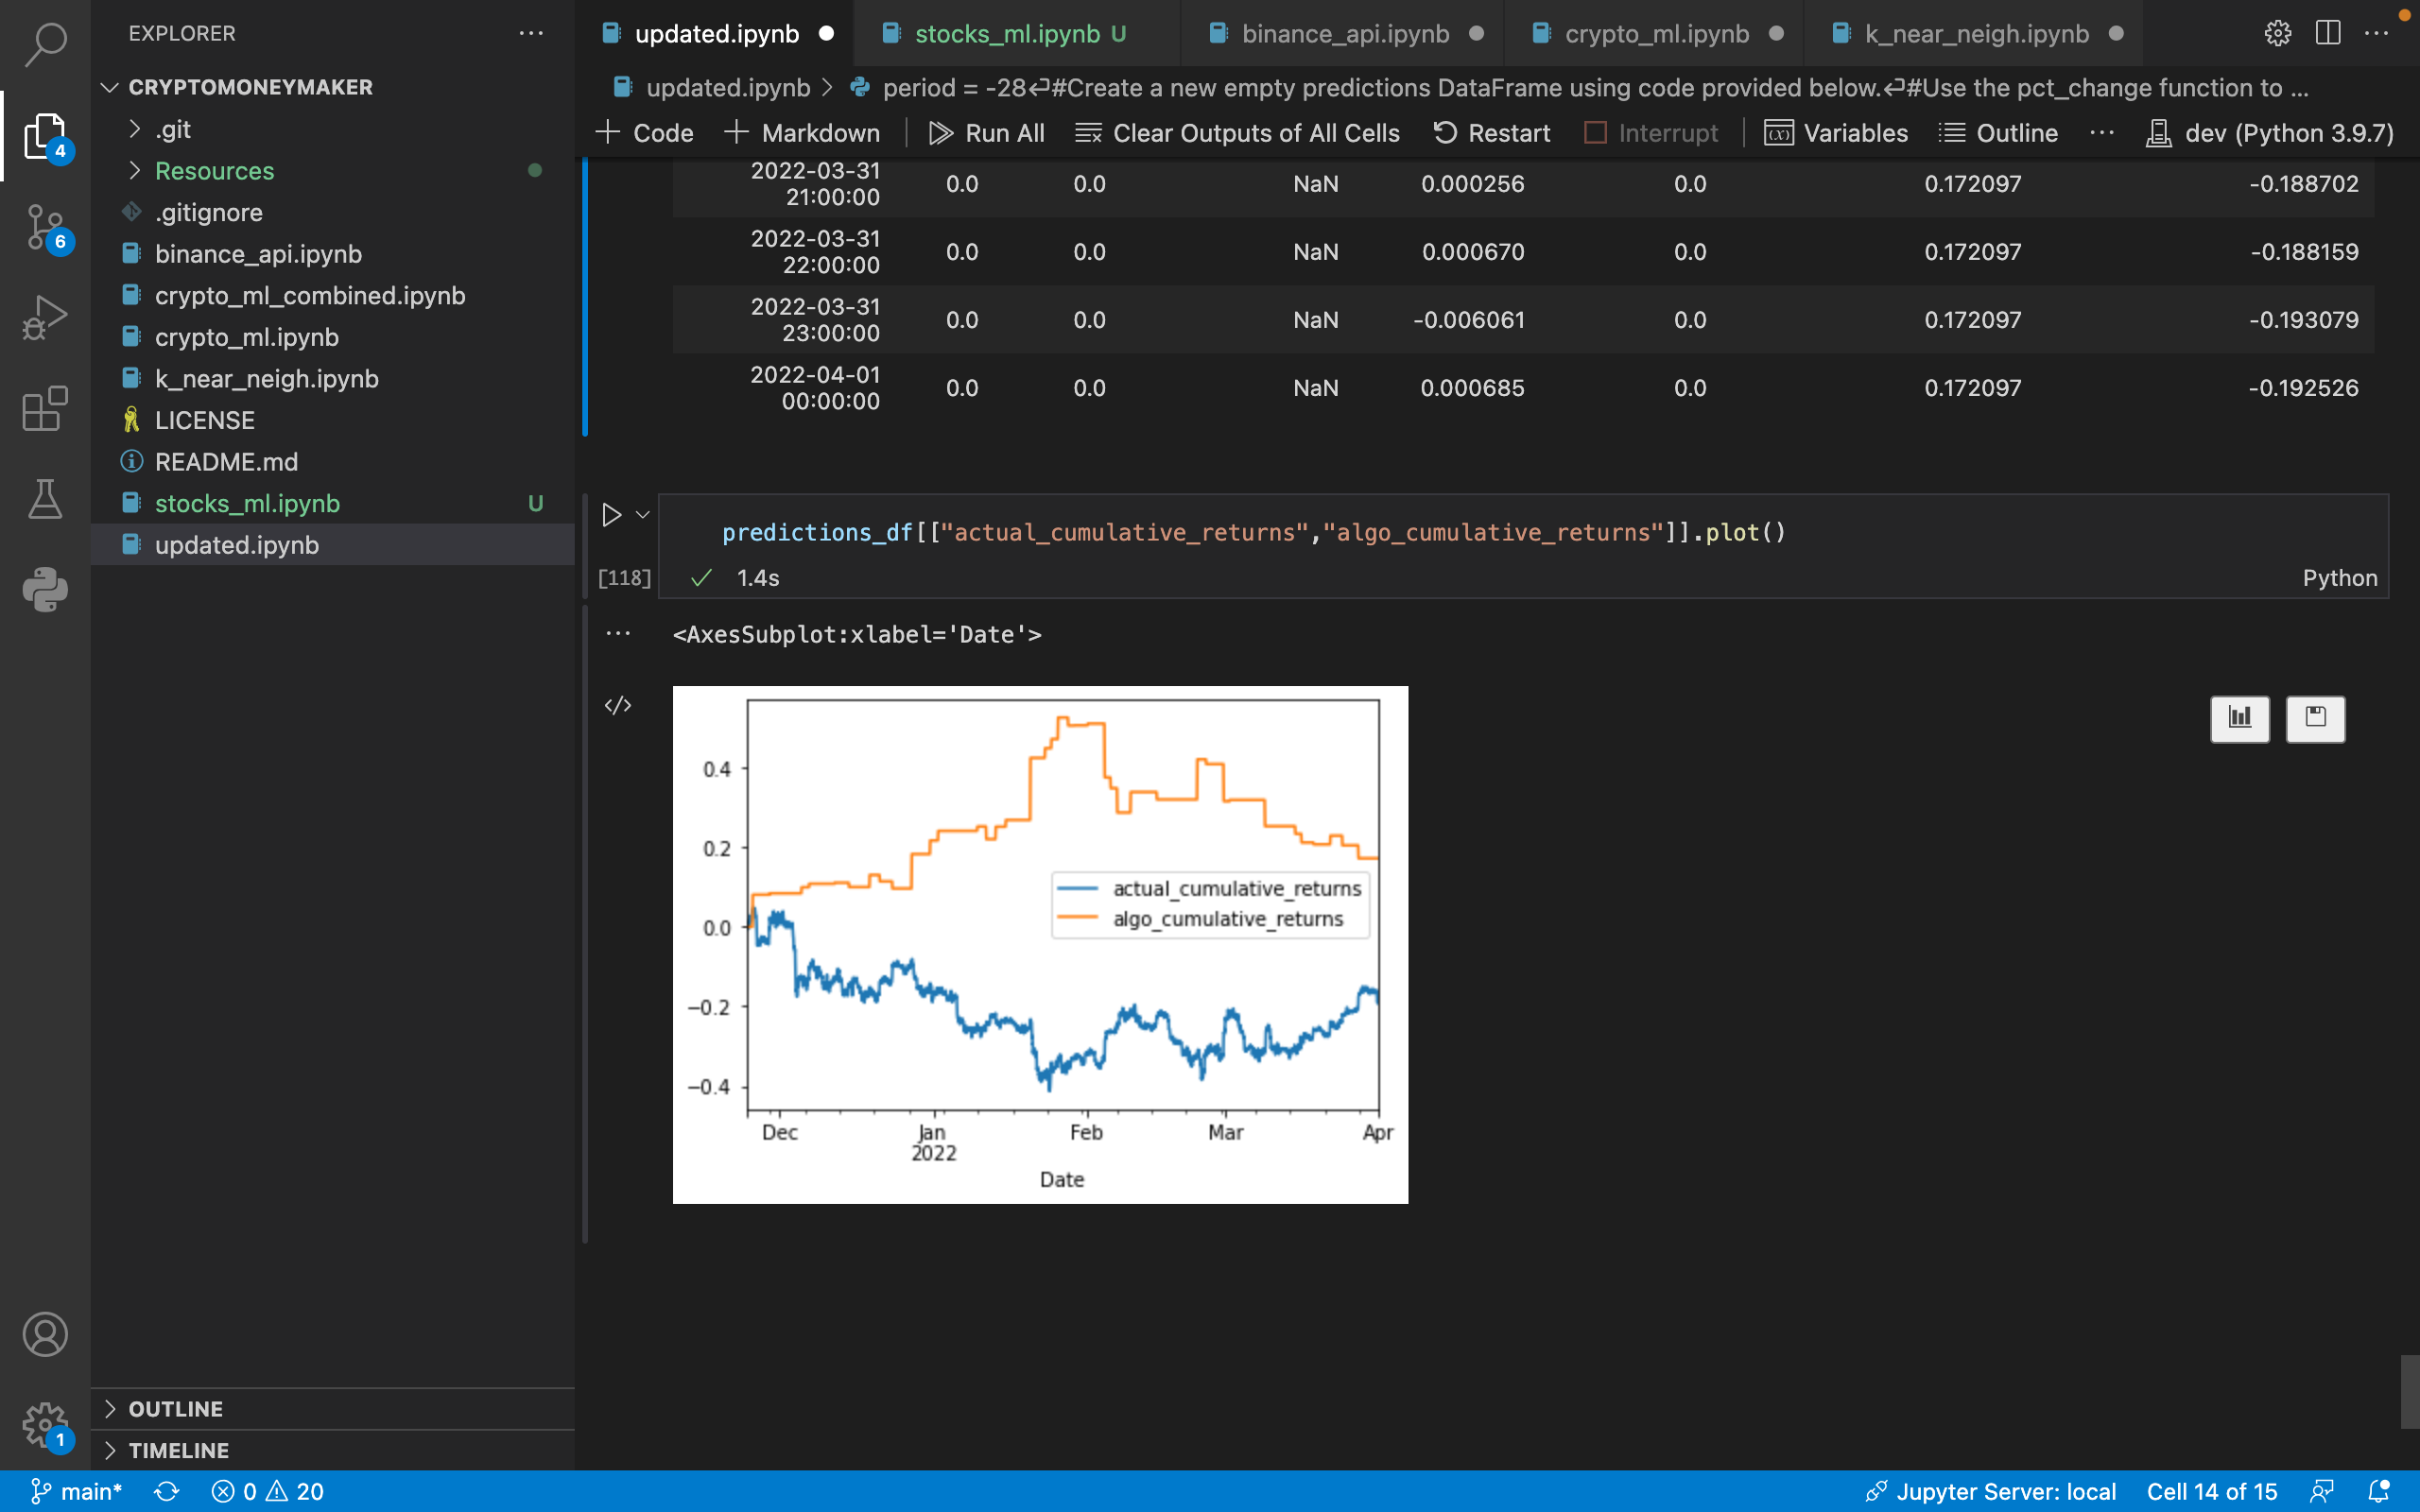 EXPLORER
CRYPTOMONEYMAKER
.git
Resources
.gitignore
binance_api.ipynb
crypto_ml_combined.ipynb
crypto_ml.ipynb
k_near_neigh.ipynb
LICENSE
README.md
stocks_ml.ipynb U
updated.ipynb
OUTLINE
TIMELINE
4
6
1
updated.ipynb
stocks_ml.ipynb U
binance_api.ipynb
crypto_ml.ipynb
k_near_neigh.ipynb
updated.ipynb > period = -28↩#Create a new empty predictions DataFrame using code provided below.↩#Use the pct_change function to ...
+ Code + Markdown Run All Clear Outputs of All Cells Restart Interrupt Variables Outline ... dev (Python 3.9.7)
2022-03-31 21:00:00 0.0 0.0 NaN 0.000256 0.0 0.172097 -0.188702
2022-03-31 22:00:00 0.0 0.0 NaN 0.000670 0.0 0.172097 -0.188159
2022-03-31 23:00:00 0.0 0.0 NaN -0.006061 0.0 0.172097 -0.193079
2022-04-01 00:00:00 0.0 0.0 NaN 0.000685 0.0 0.172097 -0.192526
predictions_df[["actual_cumulative_returns","algo_cumulative_returns"]].plot()
[118] ✓ 1.4s Python
<AxesSubplot:xlabel='Date'>
0.4
0.2
0.0
−0.2
−0.4
actual_cumulative_returns
algo_cumulative_returns
Dec Jan Feb Mar Apr
2022
Date
main* 0 20 Jupyter Server: local Cell 14 of 15